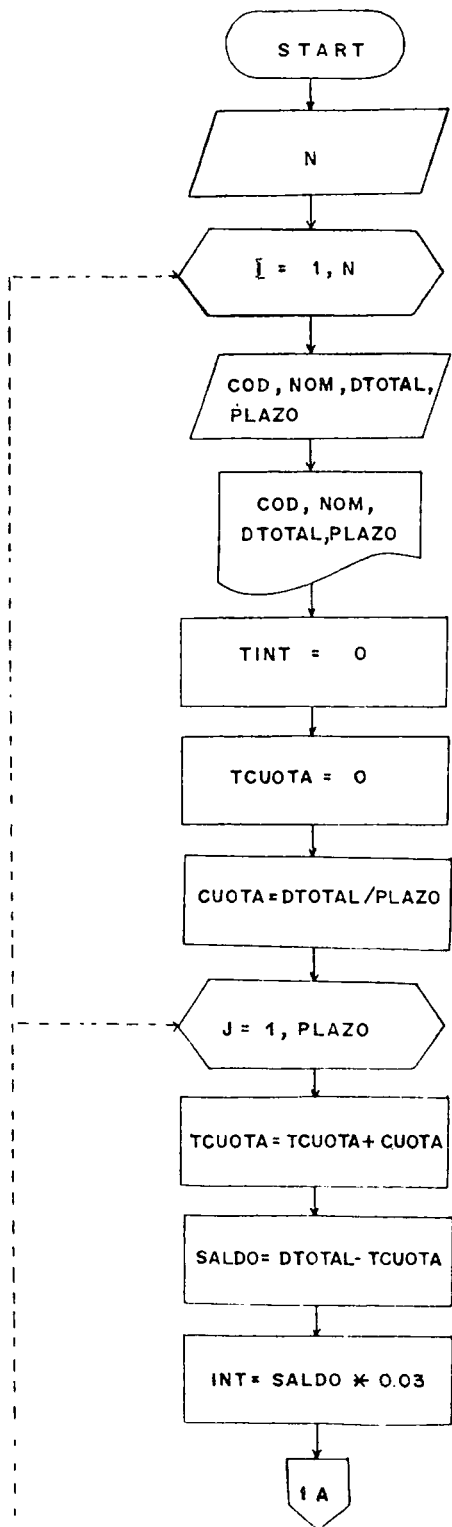 START
N
I = 1, N
COD, NOM, DTOTAL,
PLAZO
COD, NOM,
DTOTAL, PLAZO
TINT = 0
TCUOTA = 0
CUOTA = DTOTAL / PLAZO
J = 1, PLAZO
TCUOTA = TCUOTA + CUOTA
SALDO = DTOTAL - TCUOTA
INT = SALDO * 0.03
1 A